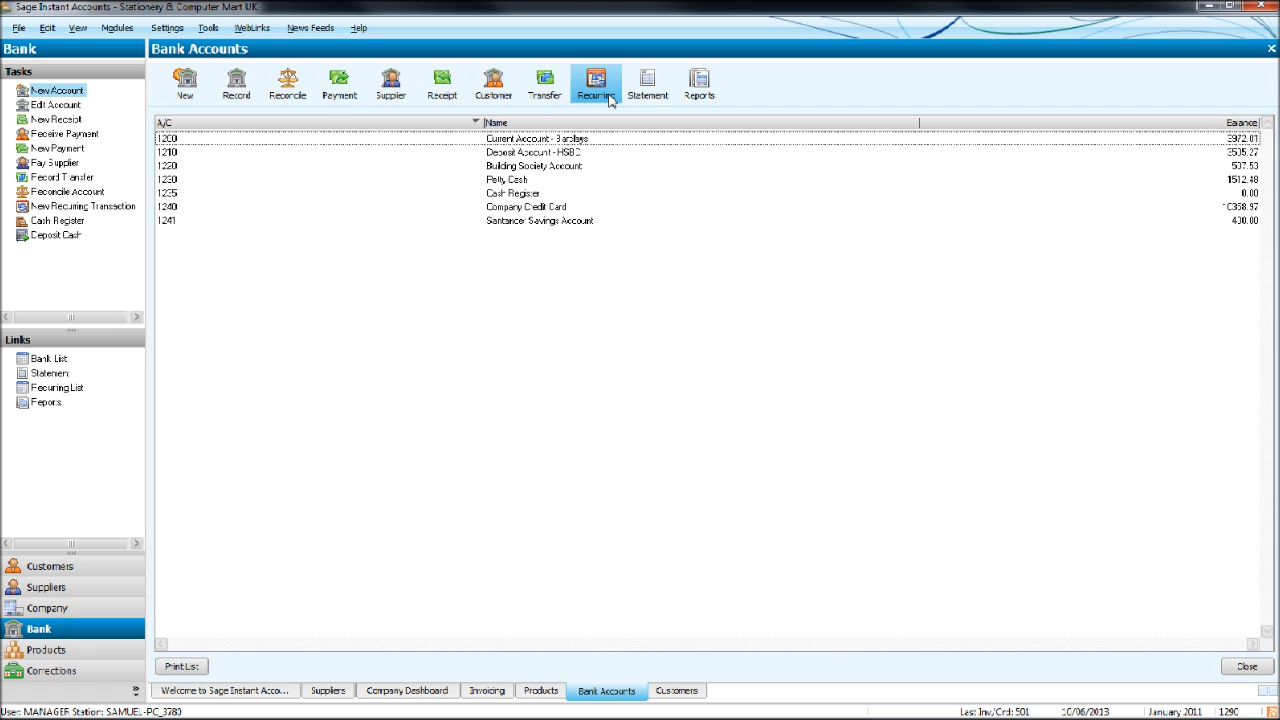 Sage Instant Accounts - Stationery & Computer Mart UK
File Edit View Modules Settings Tools WebLinks News Feeds Help
Bank
Bank Accounts
Tasks
New Account
Edit Account
New Receipt
Receive Payment
New Payment
Pay Supplier
Record Transfer
Reconcile Account
New Recurring Transaction
Cash Register
Deposit Cash
Links
Bank List
Statement
Recurring List
Reports
Customers
Suppliers
Company
Bank
Products
Corrections
New Record Reconcile Payment Supplier Receipt Customer Transfer Recurring Statement Reports
A/C Name Balance
1200 Current Account - Barclays 3972.01
1210 Deposit Account - HSBC 3505.27
1220 Building Society Account 507.53
1230 Petty Cash 1512.48
1235 Cash Register 0.00
1240 Company Credit Card 10358.97
1241 Santander Savings Account 400.00
Print List Close
Welcome to Sage Instant Acco... Suppliers Company Dashboard Invoicing Products Bank Accounts Customers
User: MANAGER Station: SAMUEL-PC_3780 Last Inv/Crd: 501 10/06/2013 January 2011 1290